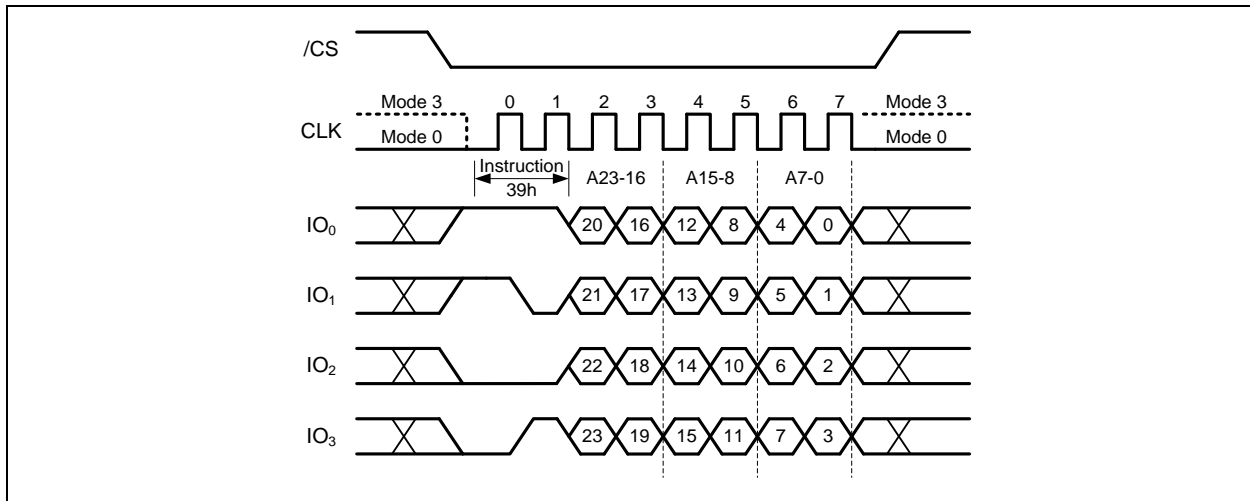 /CS
Mode 3 0 1 2 3 4 5 6 7 Mode 3
CLK Mode 0 Mode 0
Instruction
39h A23-16 A15-8 A7-0
IO₀ 20 16 12 8 4 0
IO₁ 21 17 13 9 5 1
IO₂ 22 18 14 10 6 2
IO₃ 23 19 15 11 7 3